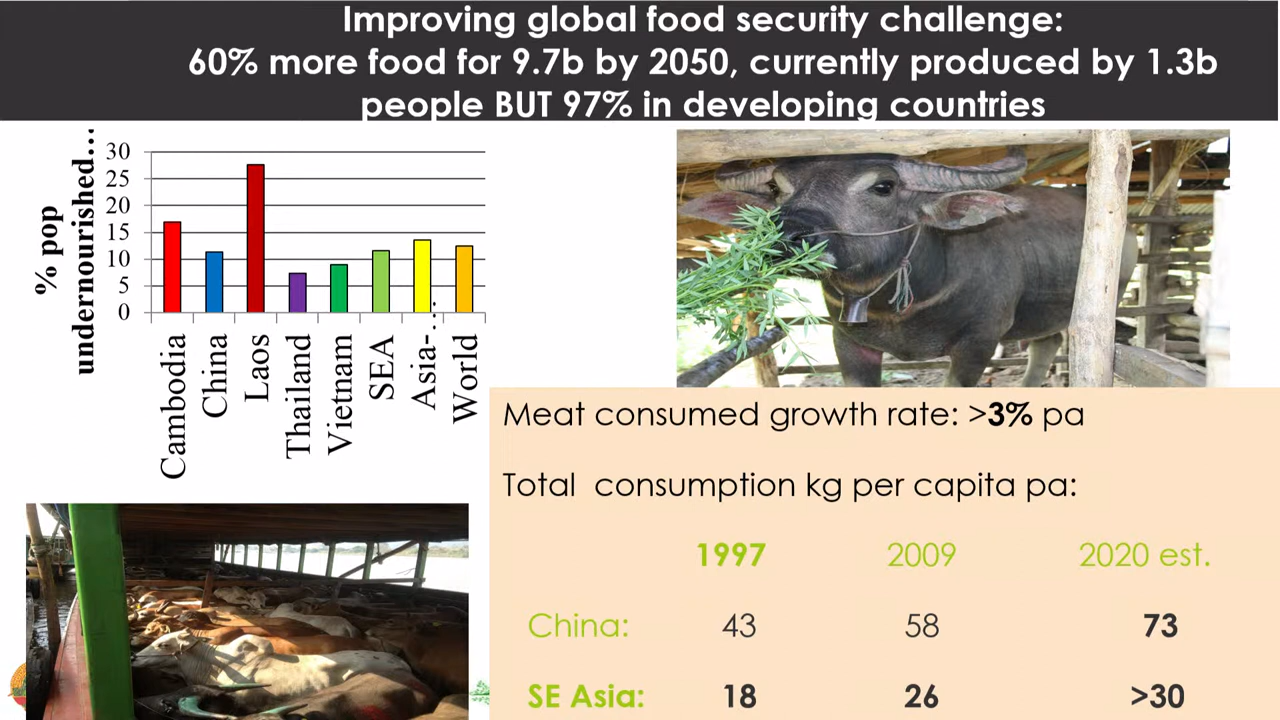 Improving global food security challenge:
60% more food for 9.7b by 2050, currently produced by 1.3b
people BUT 97% in developing countries
% pop
undernourished…
30
25
20
15
10
5
0
Cambodia
China
Laos
Thailand
Vietnam
SEA
Asia-…
World
Meat consumed growth rate: >3% pa
Total consumption kg per capita pa:
1997 2009 2020 est.
China: 43 58 73
SE Asia: 18 26 >30